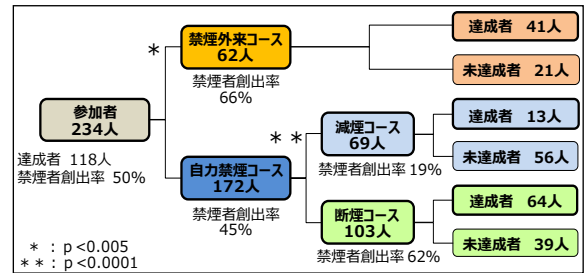 参加者
234人
達成者 118人
禁煙者創出率 50%
*
禁煙外来コース
62人
禁煙者創出率
66%
達成者 41人
未達成者 21人
自力禁煙コース
172人
禁煙者創出率
45%
* *
減煙コース
69人
禁煙者創出率 19%
達成者 13人
未達成者 56人
断煙コース
103人
禁煙者創出率 62%
達成者 64人
未達成者 39人
* : p<0.005
* * : p<0.0001